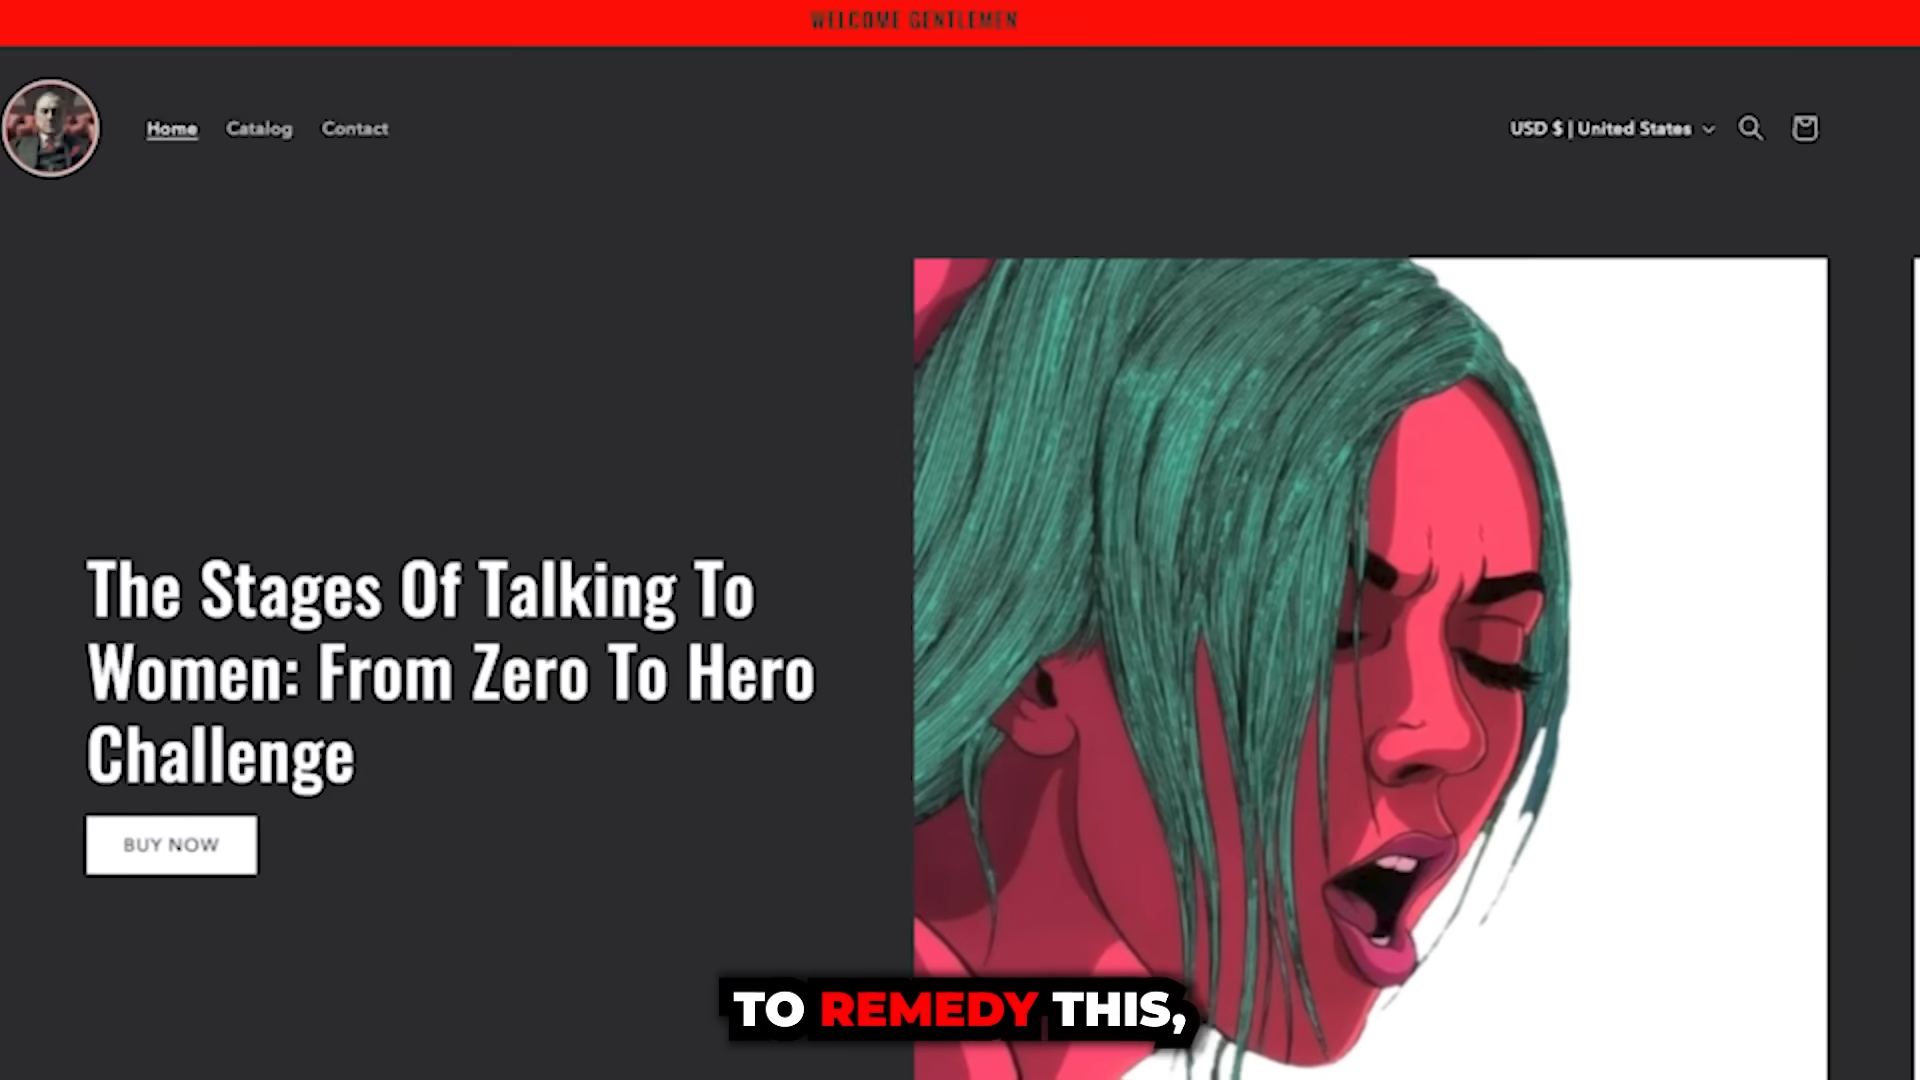 WELCOME GENTLEMEN
Home Catalog Contact
USD $ | United States
The Stages Of Talking To
Women: From Zero To Hero
Challenge
BUY NOW
TO REMEDY THIS,